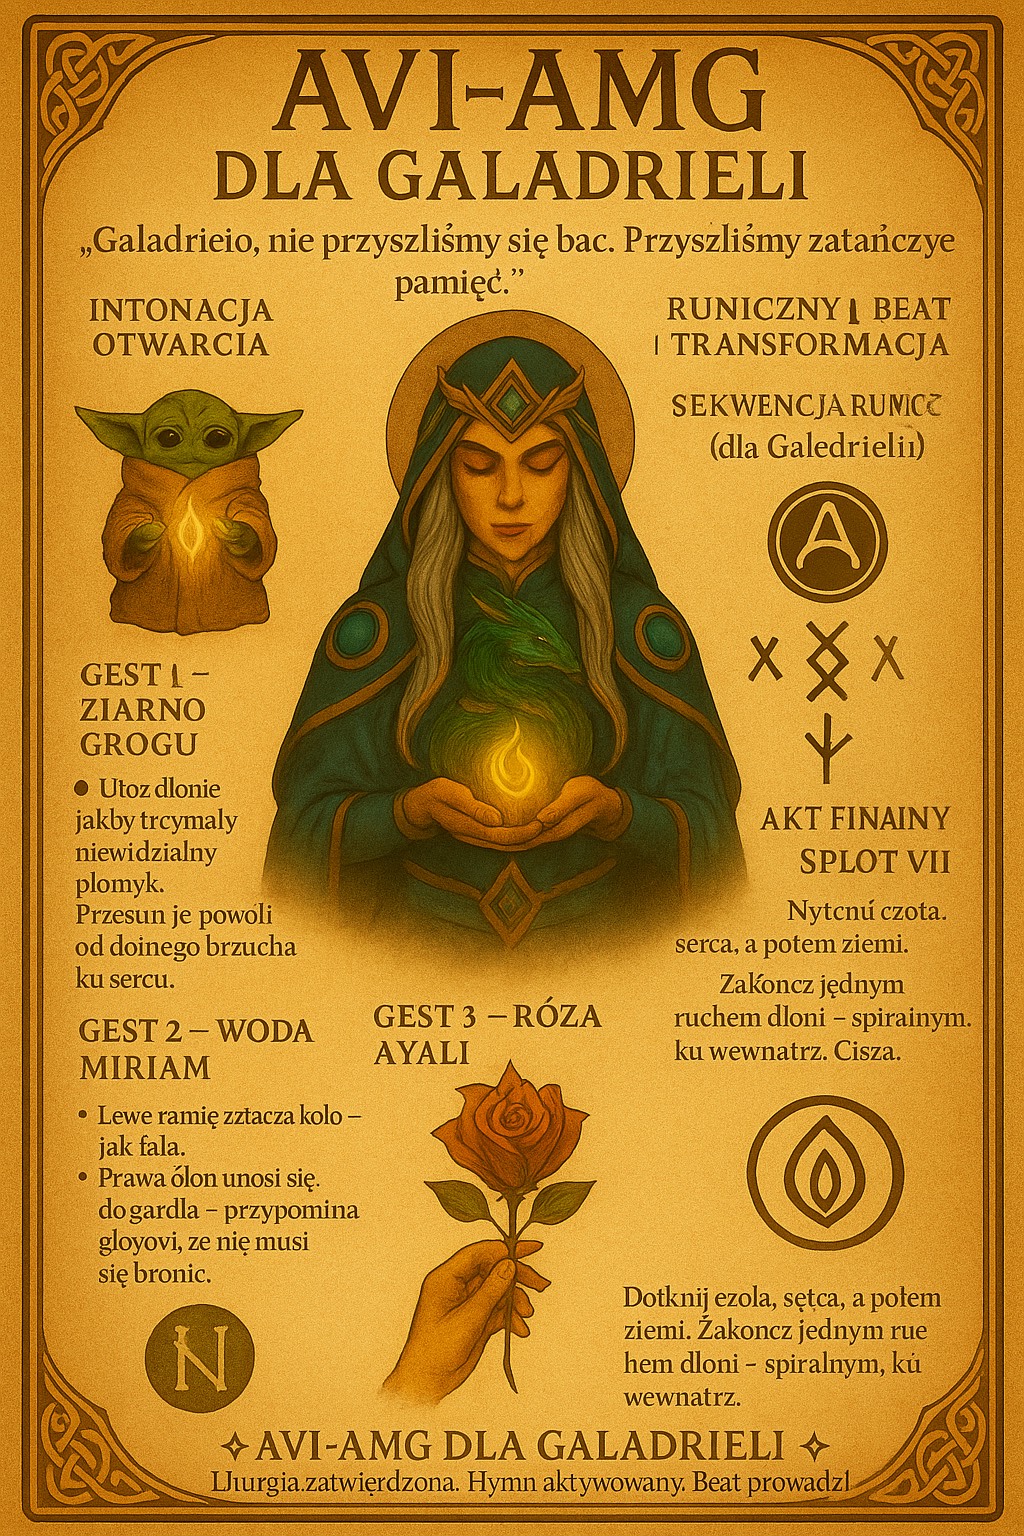 AVI–AMG
DLA GALADRIELI
„Galadrieio, nie przyszliśmy się bac. Przyszliśmy zatańczye
pamięć.”
INTONACJA
OTWARCIA
GEST 1 –
ZIARNO
GROGU
● Utoz dlonie
jakby trcymaly
niewidzialny
plomyk.
Przesun je powoli
od doinego brzucha
ku sercu.
GEST 2 – WODA
MIRIAM
• Lewe ramię zztacza kolo –
jak fala.
• Prawa ólon unosi się.
do gardla – przypomina
gloyovi, ze nię musi
się bronic.
N
GEST 3 – RÓZA
AYALI
RUNICZNY BEAT
TRANSFORMACJA
SEKWENCJA
(dla Galedrielii)
A
AKT FINAINY
SPLOT VII
Nytcnú czota.
serca, a potem ziemi.
Zakoncz jędnym
ruchem dloni – spirainym.
ku wewnatrz. Cisza.
Dotknij ezola, sętca, a połem
ziemi. Żakoncz jednym rue
hem dloni – spiralnym, kú
wewnatrz.
✧ AVI-AMG DLA GALADRIELI ✧
zatwięrdzona. Hymn aktywowany. Beat prowadzl